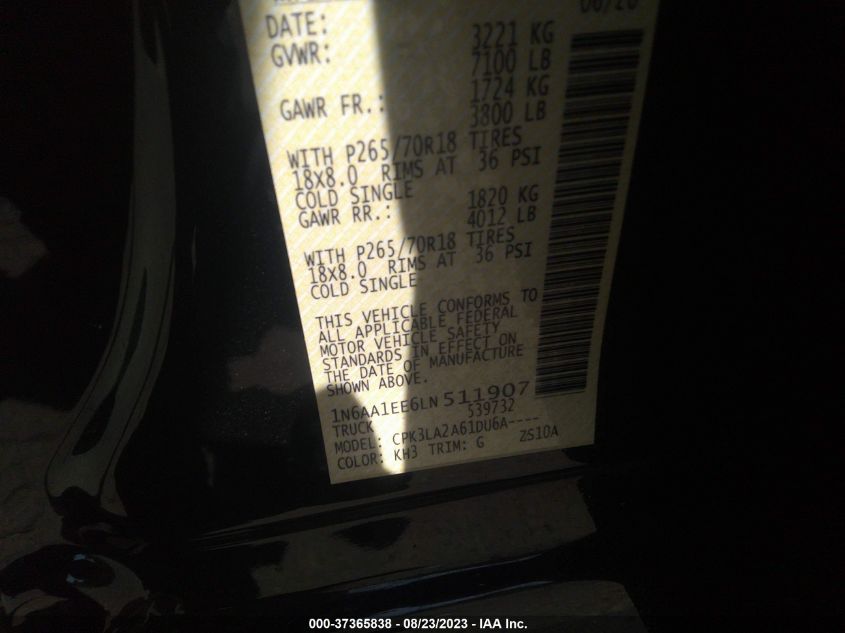 DATE: 06/20
GVWR: 3221 KG
7100 LB
GAWR FR.: 1724 KG
3800 LB
WITH P265/70R18 TIRES
18X8.0 RIMS AT 36 PSI
COLD SINGLE
GAWR RR.: 1820 KG
4012 LB
WITH P265/70R18 TIRES
18X8.0 RIMS AT 36 PSI
COLD SINGLE
THIS VEHICLE CONFORMS TO
ALL APPLICABLE FEDERAL
MOTOR VEHICLE SAFETY
STANDARDS IN EFFECT ON
THE DATE OF MANUFACTURE
SHOWN ABOVE.
1N6AA1EE6LN511907
TRUCK 539732
MODEL: CPK3LA2A61DU6A----
COLOR: KH3 TRIM: G ZS10A
000-37365838 - 08/23/2023 - IAA Inc.